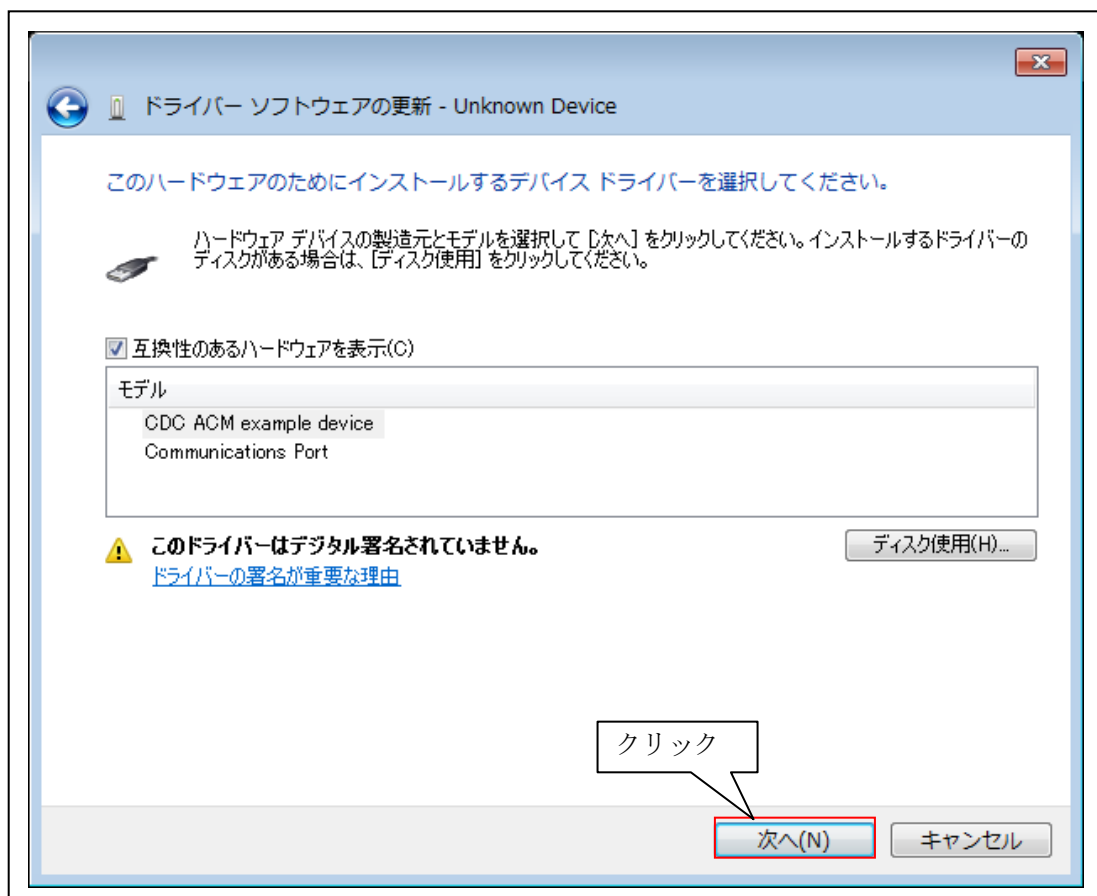 ドライバー ソフトウェアの更新 - Unknown Device
このハードウェアのためにインストールするデバイス ドライバーを選択してください。
ハードウェア デバイスの製造元とモデルを選択して [次へ] をクリックしてください。インストールするドライバーの
ディスクがある場合は、[ディスク使用] をクリックしてください。
互換性のあるハードウェアを表示(C)
モデル
CDC ACM example device
Communications Port
このドライバーはデジタル署名されていません。
ディスク使用(H)...
ドライバーの署名が重要な理由
クリック
次へ(N)
キャンセル